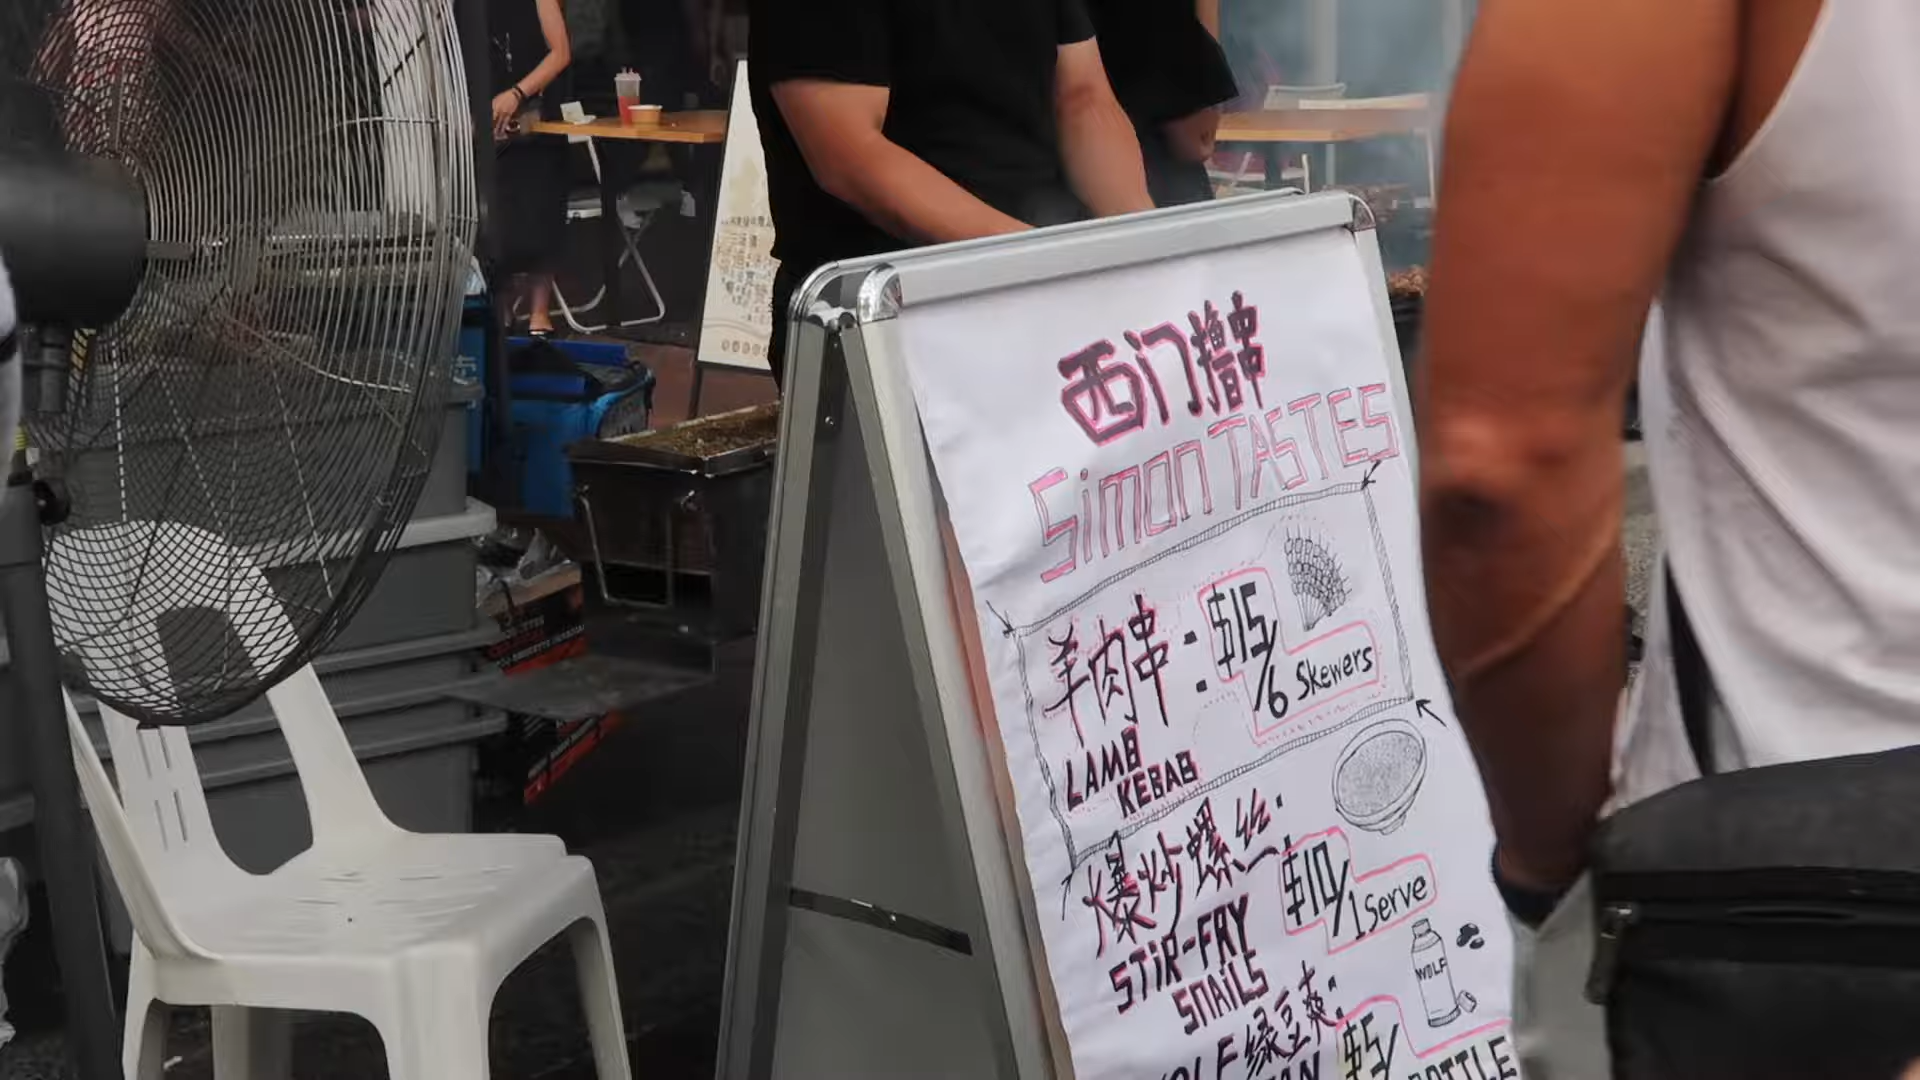 西门撸串
Simon TASTES
羊肉串: $15/6 Skewers
LAMB
KEBAB
爆炒螺丝: $10/1 Serve
STIR-FRY
SNAILS
WOLF
绿豆爽: $5/